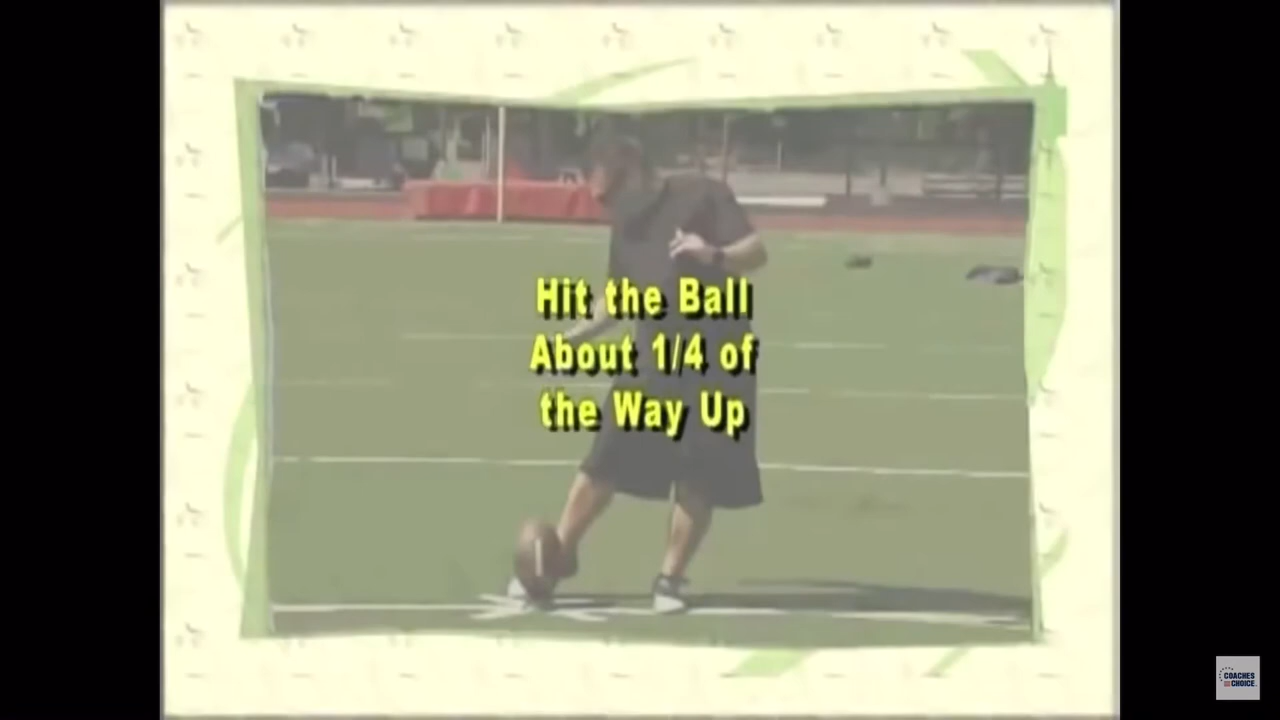 Hit the Ball
About 1/4 of
the Way Up
COACHES
CHOICE